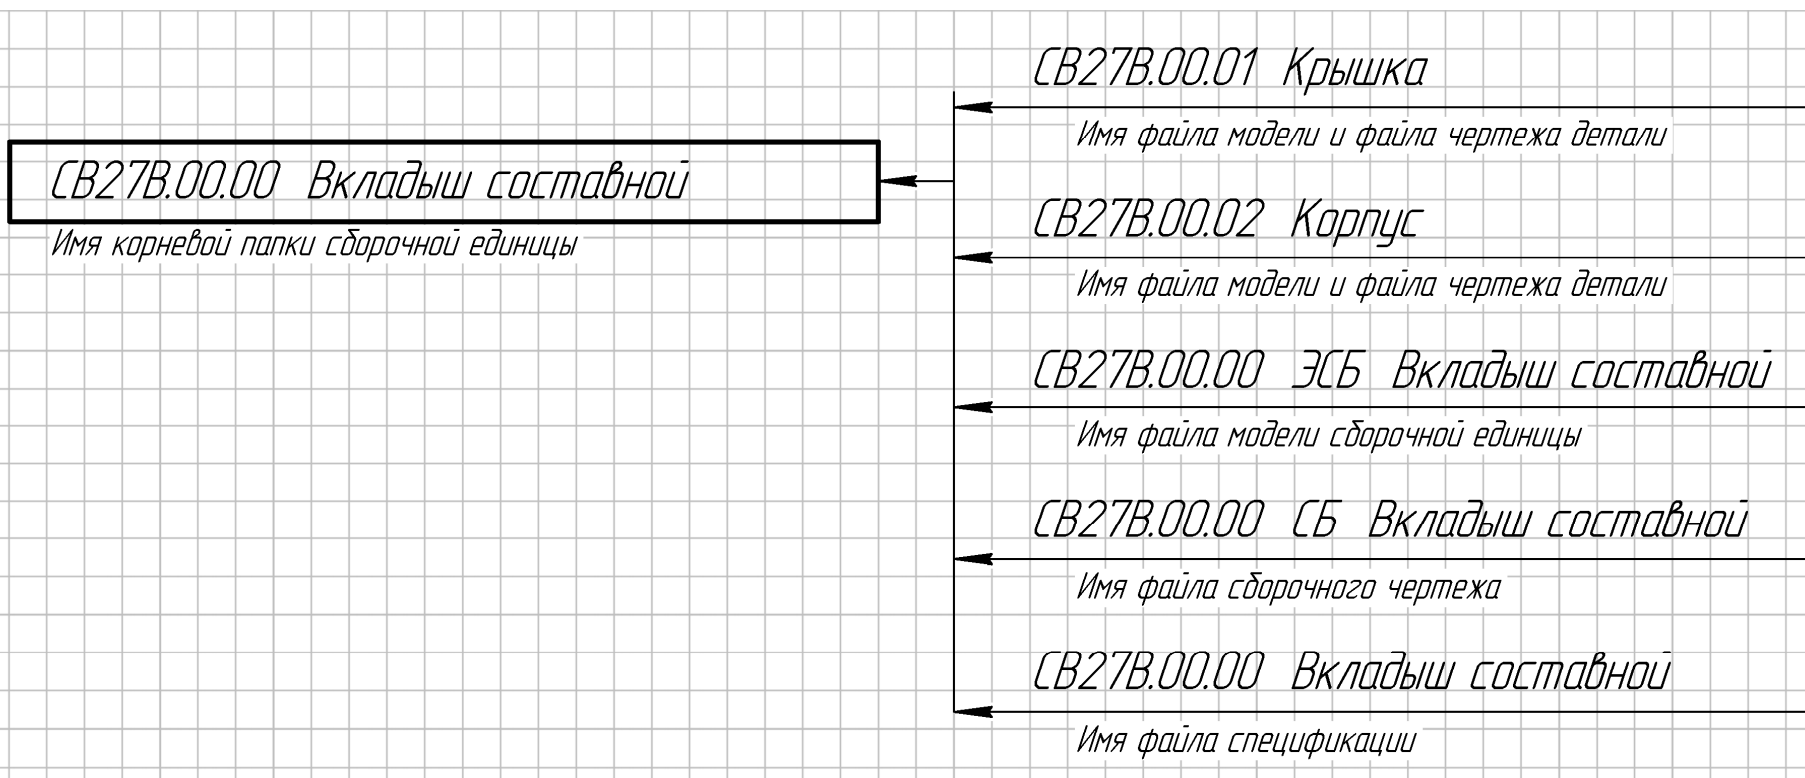 СВ27В.00.00 Вкладыш составной
Имя корневой папки сборочной единицы
СВ27В.00.01 Крышка
Имя файла модели и файла чертежа детали
СВ27В.00.02 Корпус
Имя файла модели и файла чертежа детали
СВ27В.00.00 ЭСБ Вкладыш составной
Имя файла модели сборочной единицы
СВ27В.00.00 СБ Вкладыш составной
Имя файла сборочного чертежа
СВ27В.00.00 Вкладыш составной
Имя файла спецификации